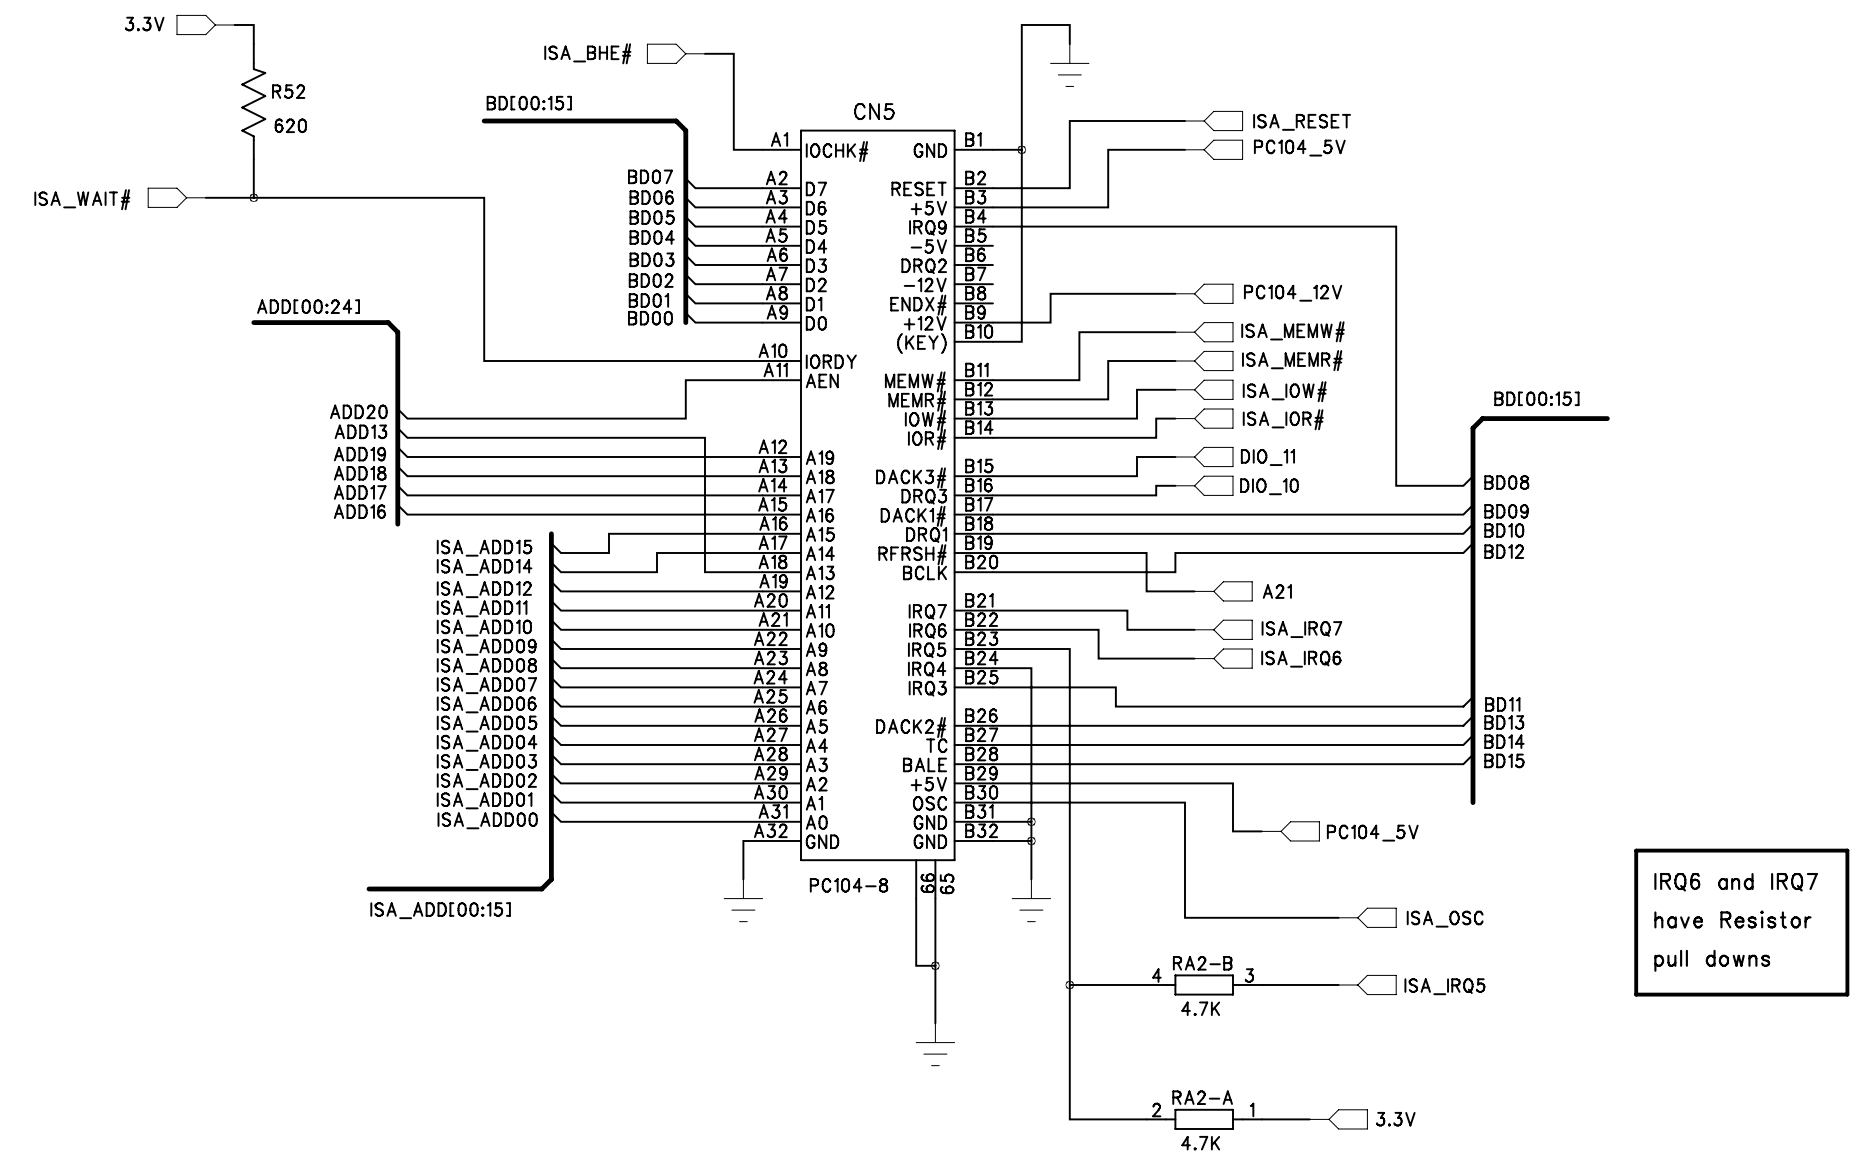 3.3V
R52
620
ISA_WAIT#
ISA_BHE#
BD[00:15]
BD07
BD06
BD05
BD04
BD03
BD02
BD01
BD00
ADD[00:24]
ADD20
ADD13
ADD19
ADD18
ADD17
ADD16
ISA_ADD15
ISA_ADD14
ISA_ADD12
ISA_ADD11
ISA_ADD10
ISA_ADD09
ISA_ADD08
ISA_ADD07
ISA_ADD06
ISA_ADD05
ISA_ADD04
ISA_ADD03
ISA_ADD02
ISA_ADD01
ISA_ADD00
ISA_ADD[00:15]
CN5
A1 IOCHK# GND B1
A2 D7 RESET B2
A3 D6 +5V B3
A4 D5 IRQ9 B4
A5 D4 -5V B5
A6 D3 DRQ2 B6
A7 D2 -12V B7
A8 D1 ENDX# B8
A9 D0 +12V B9
(KEY) B10
A10 IORDY
A11 AEN MEMW# B11
MEMR# B12
IOW# B13
IOR# B14
A12 A19
A13 A18 DACK3# B15
A14 A17 DRQ3 B16
A15 A16 DACK1# B17
A16 A15 DRQ1 B18
A17 A14 RFRSH# B19
A18 A13 BCLK B20
A19 A12
A20 A11 IRQ7 B21
A21 A10 IRQ6 B22
A22 A9 IRQ5 B23
A23 A8 IRQ4 B24
A24 A7 IRQ3 B25
A25 A6
A26 A5 DACK2# B26
A27 A4 TC B27
A28 A3 BALE B28
A29 A2 +5V B29
A30 A1 OSC B30
A31 A0 GND B31
A32 GND GND B32
PC104-8
66
65
ISA_RESET
PC104_5V
PC104_12V
ISA_MEMW#
ISA_MEMR#
ISA_IOW#
ISA_IOR#
DIO_11
DIO_10
A21
ISA_IRQ7
ISA_IRQ6
BD[00:15]
BD08
BD09
BD10
BD12
BD11
BD13
BD14
BD15
PC104_5V
ISA_OSC
RA2-B
4 3
4.7K
ISA_IRQ5
RA2-A
2 1
4.7K
3.3V
IRQ6 and IRQ7
have Resistor
pull downs